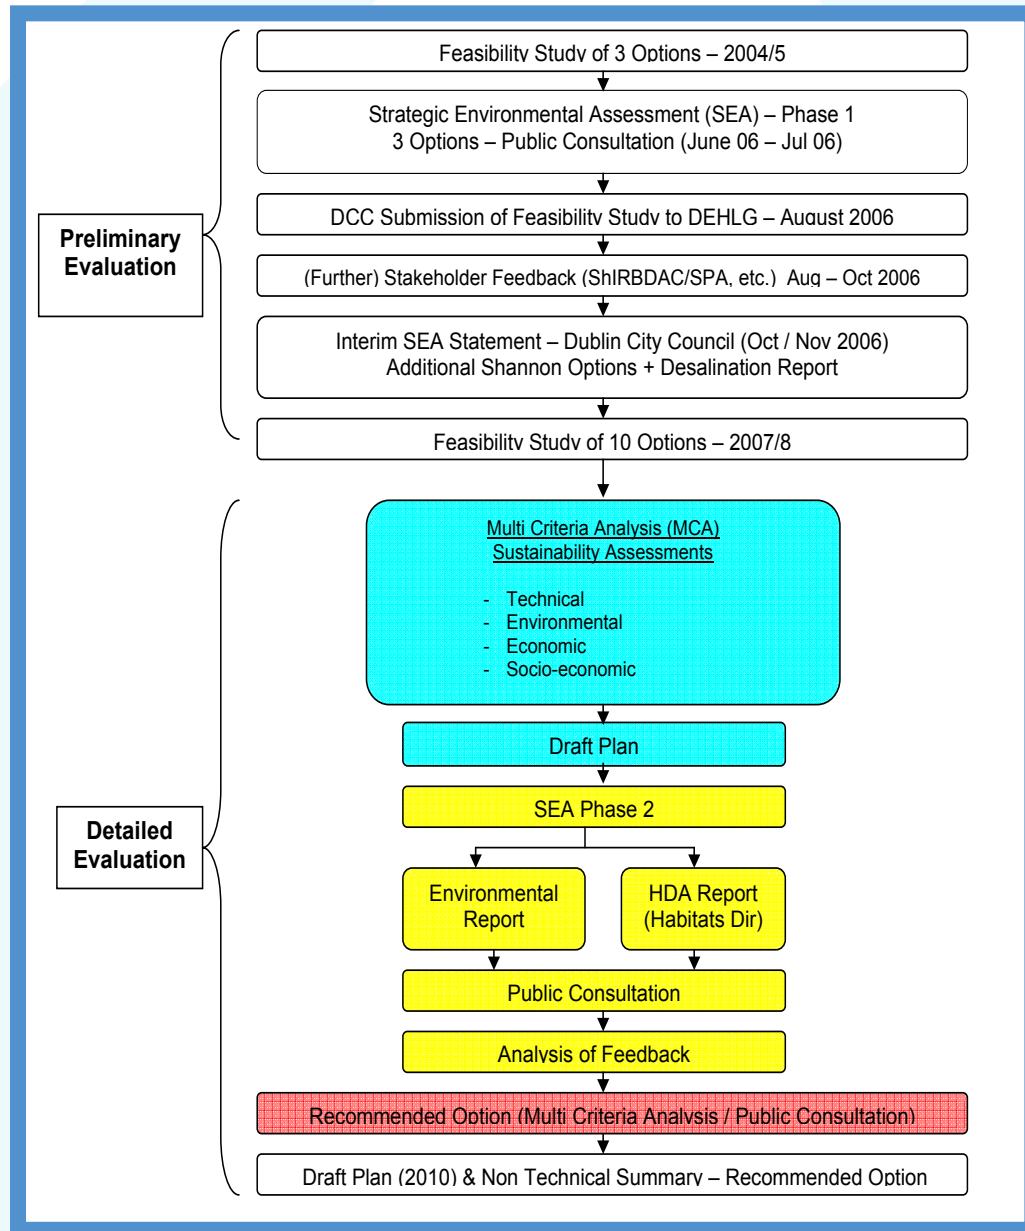 Feasibility Study of 3 Options – 2004/5
Strategic Environmental Assessment (SEA) – Phase 1
3 Options – Public Consultation (June 06 – Jul 06)
DCC Submission of Feasibility Study to DEHLG – August 2006
Preliminary
Evaluation
(Further) Stakeholder Feedback (ShIRBDAC/SPA, etc.) Aug – Oct 2006
Interim SEA Statement – Dublin City Council (Oct / Nov 2006)
Additional Shannon Options + Desalination Report
Feasibility Study of 10 Options – 2007/8
Multi Criteria Analysis (MCA)
Sustainability Assessments
- Technical
- Environmental
- Economic
- Socio-economic
Draft Plan
SEA Phase 2
Detailed
Evaluation
Environmental
Report
HDA Report
(Habitats Dir)
Public Consultation
Analysis of Feedback
Recommended Option (Multi Criteria Analysis / Public Consultation)
Draft Plan (2010) & Non Technical Summary – Recommended Option